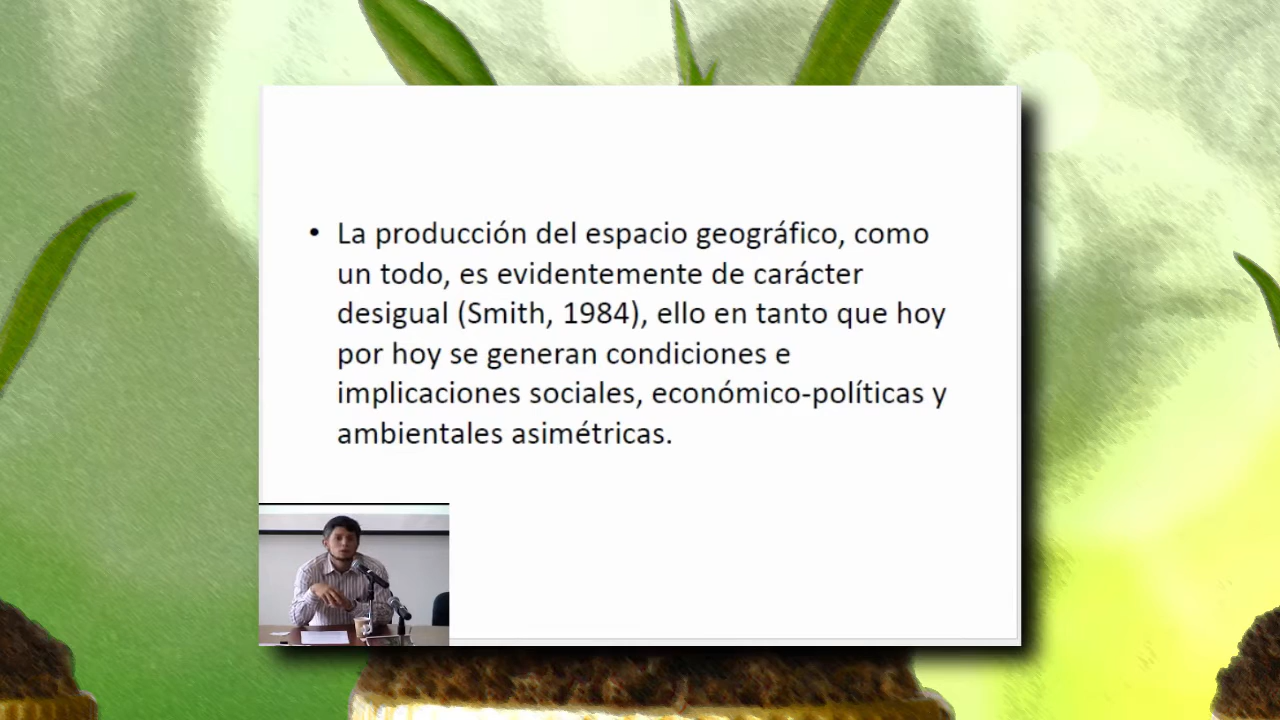 • La producción del espacio geográfico, como
un todo, es evidentemente de carácter
desigual (Smith, 1984), ello en tanto que hoy
por hoy se generan condiciones e
implicaciones sociales, económico-políticas y
ambientales asimétricas.